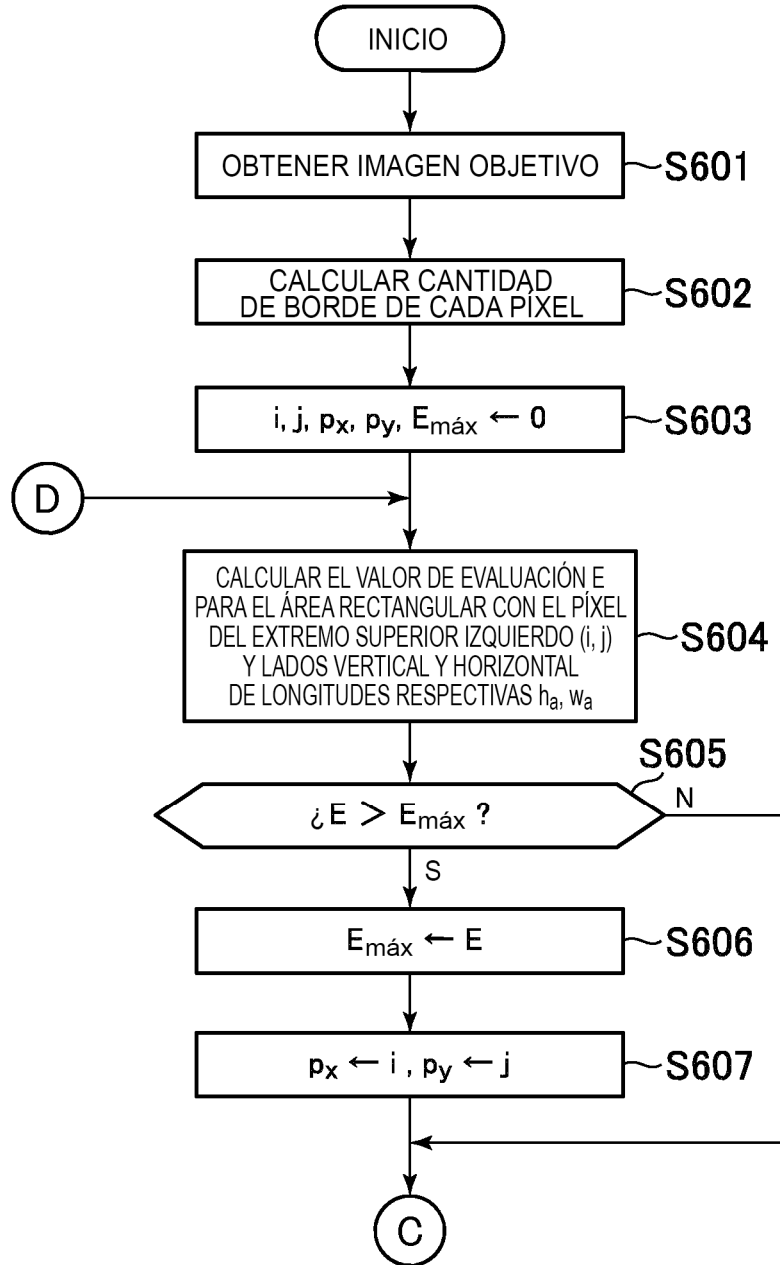 INICIO
OBTENER IMAGEN OBJETIVO
S601
CALCULAR CANTIDAD
DE BORDE DE CADA PÍXEL
S602
i, j, px, py, Emáx ← 0
S603
D
CALCULAR EL VALOR DE EVALUACIÓN E
PARA EL ÁREA RECTANGULAR CON EL PÍXEL
DEL EXTREMO SUPERIOR IZQUIERDO (i, j)
Y LADOS VERTICAL Y HORIZONTAL
DE LONGITUDES RESPECTIVAS ha, wa
S604
S605
¿E > Emáx ?
N
S
Emáx ← E
S606
px ← i , py ← j
S607
C